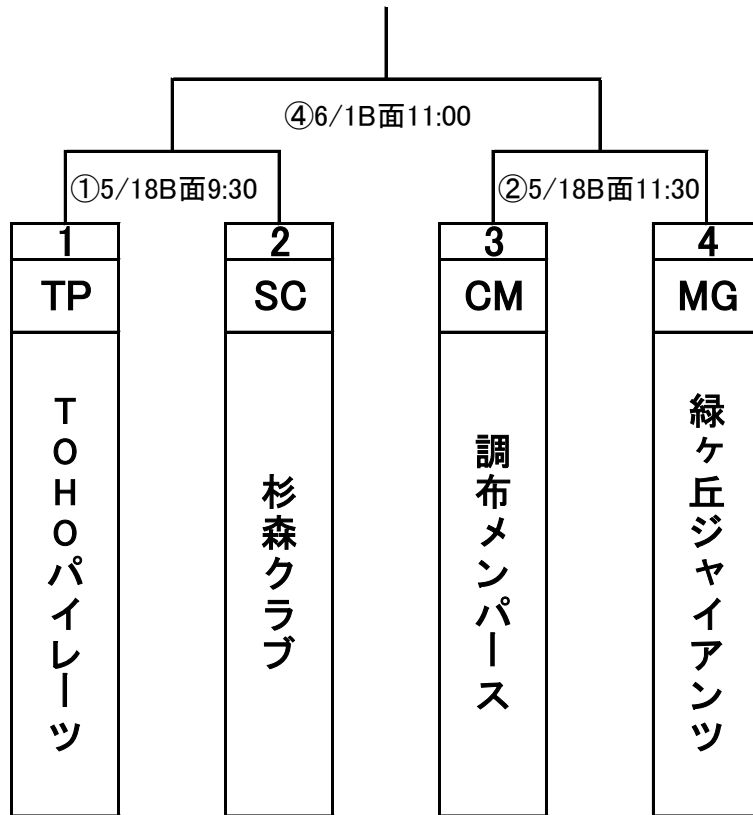 ④6/1B面11:00
①5/18B面9:30
②5/18B面11:30
1
2
3
4
TP
SC
CM
MG
TOHOパイレーツ
杉森クラブ
調布メンパース
緑ヶ丘ジャイアンツ